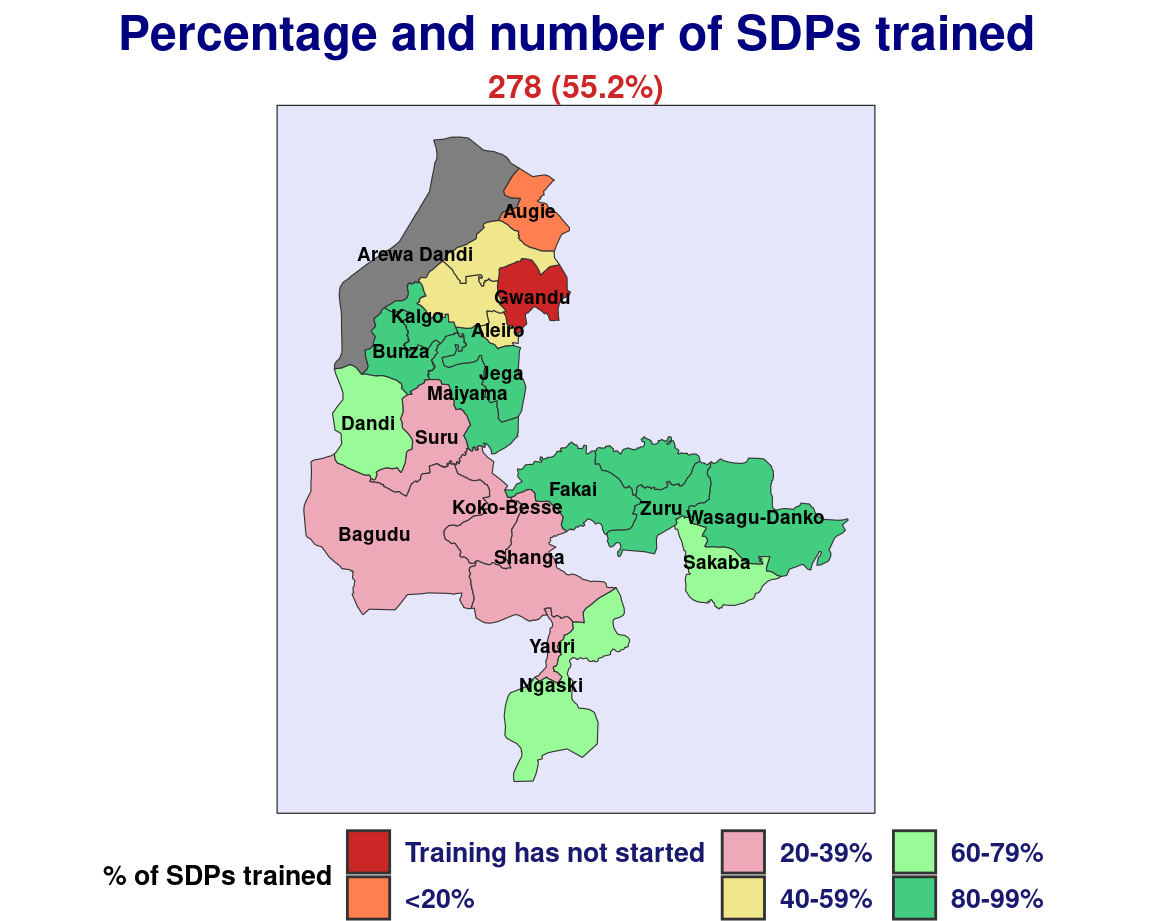 Percentage and number of SDPs trained
278 (55.2%)
Augie
Arewa Dandi
Gwandu
Kalgo
Aleiro
Bunza
Jega
Maiyama
Dandi
Suru
Fakai
Koko-Besse
Zuru
Wasagu-Danko
Bagudu
Shanga
Sakaba
Yauri
Ngaski
% of SDPs trained
Training has not started
<20%
20-39%
40-59%
60-79%
80-99%